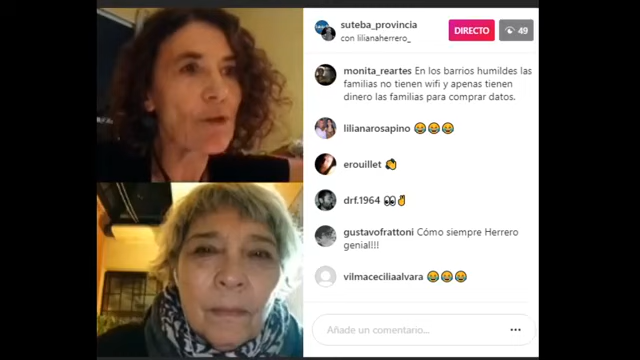 suteba_provincia
con lilianaherrero_
DIRECTO
49
monita_reartes En los barrios humildes las
familias no tienen wifi y apenas tienen
dinero las familias para comprar datos.
lilianarosapino 😂😂😂
erouillet 👏
drf.1964 👀✌
gustavofrattoni Cómo siempre Herrero
genial!!!
vilmaceciliaalvara 😂😂😂
Añade un comentario...